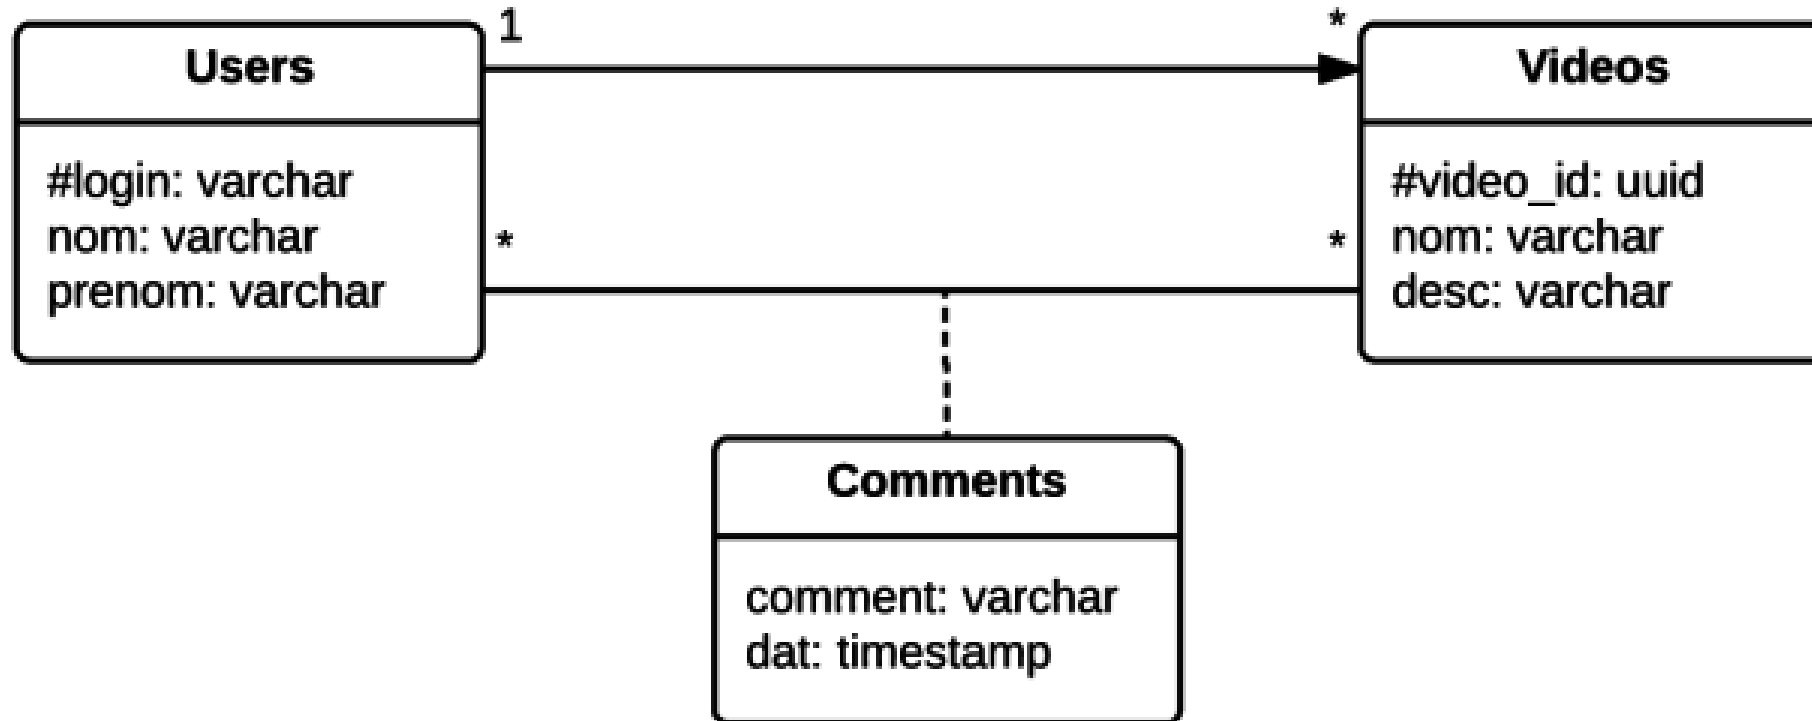 1
*
Users
Videos
#login: varchar
nom: varchar
prenom: varchar
*
*
#video_id: uuid
nom: varchar
desc: varchar
Comments
comment: varchar
dat: timestamp